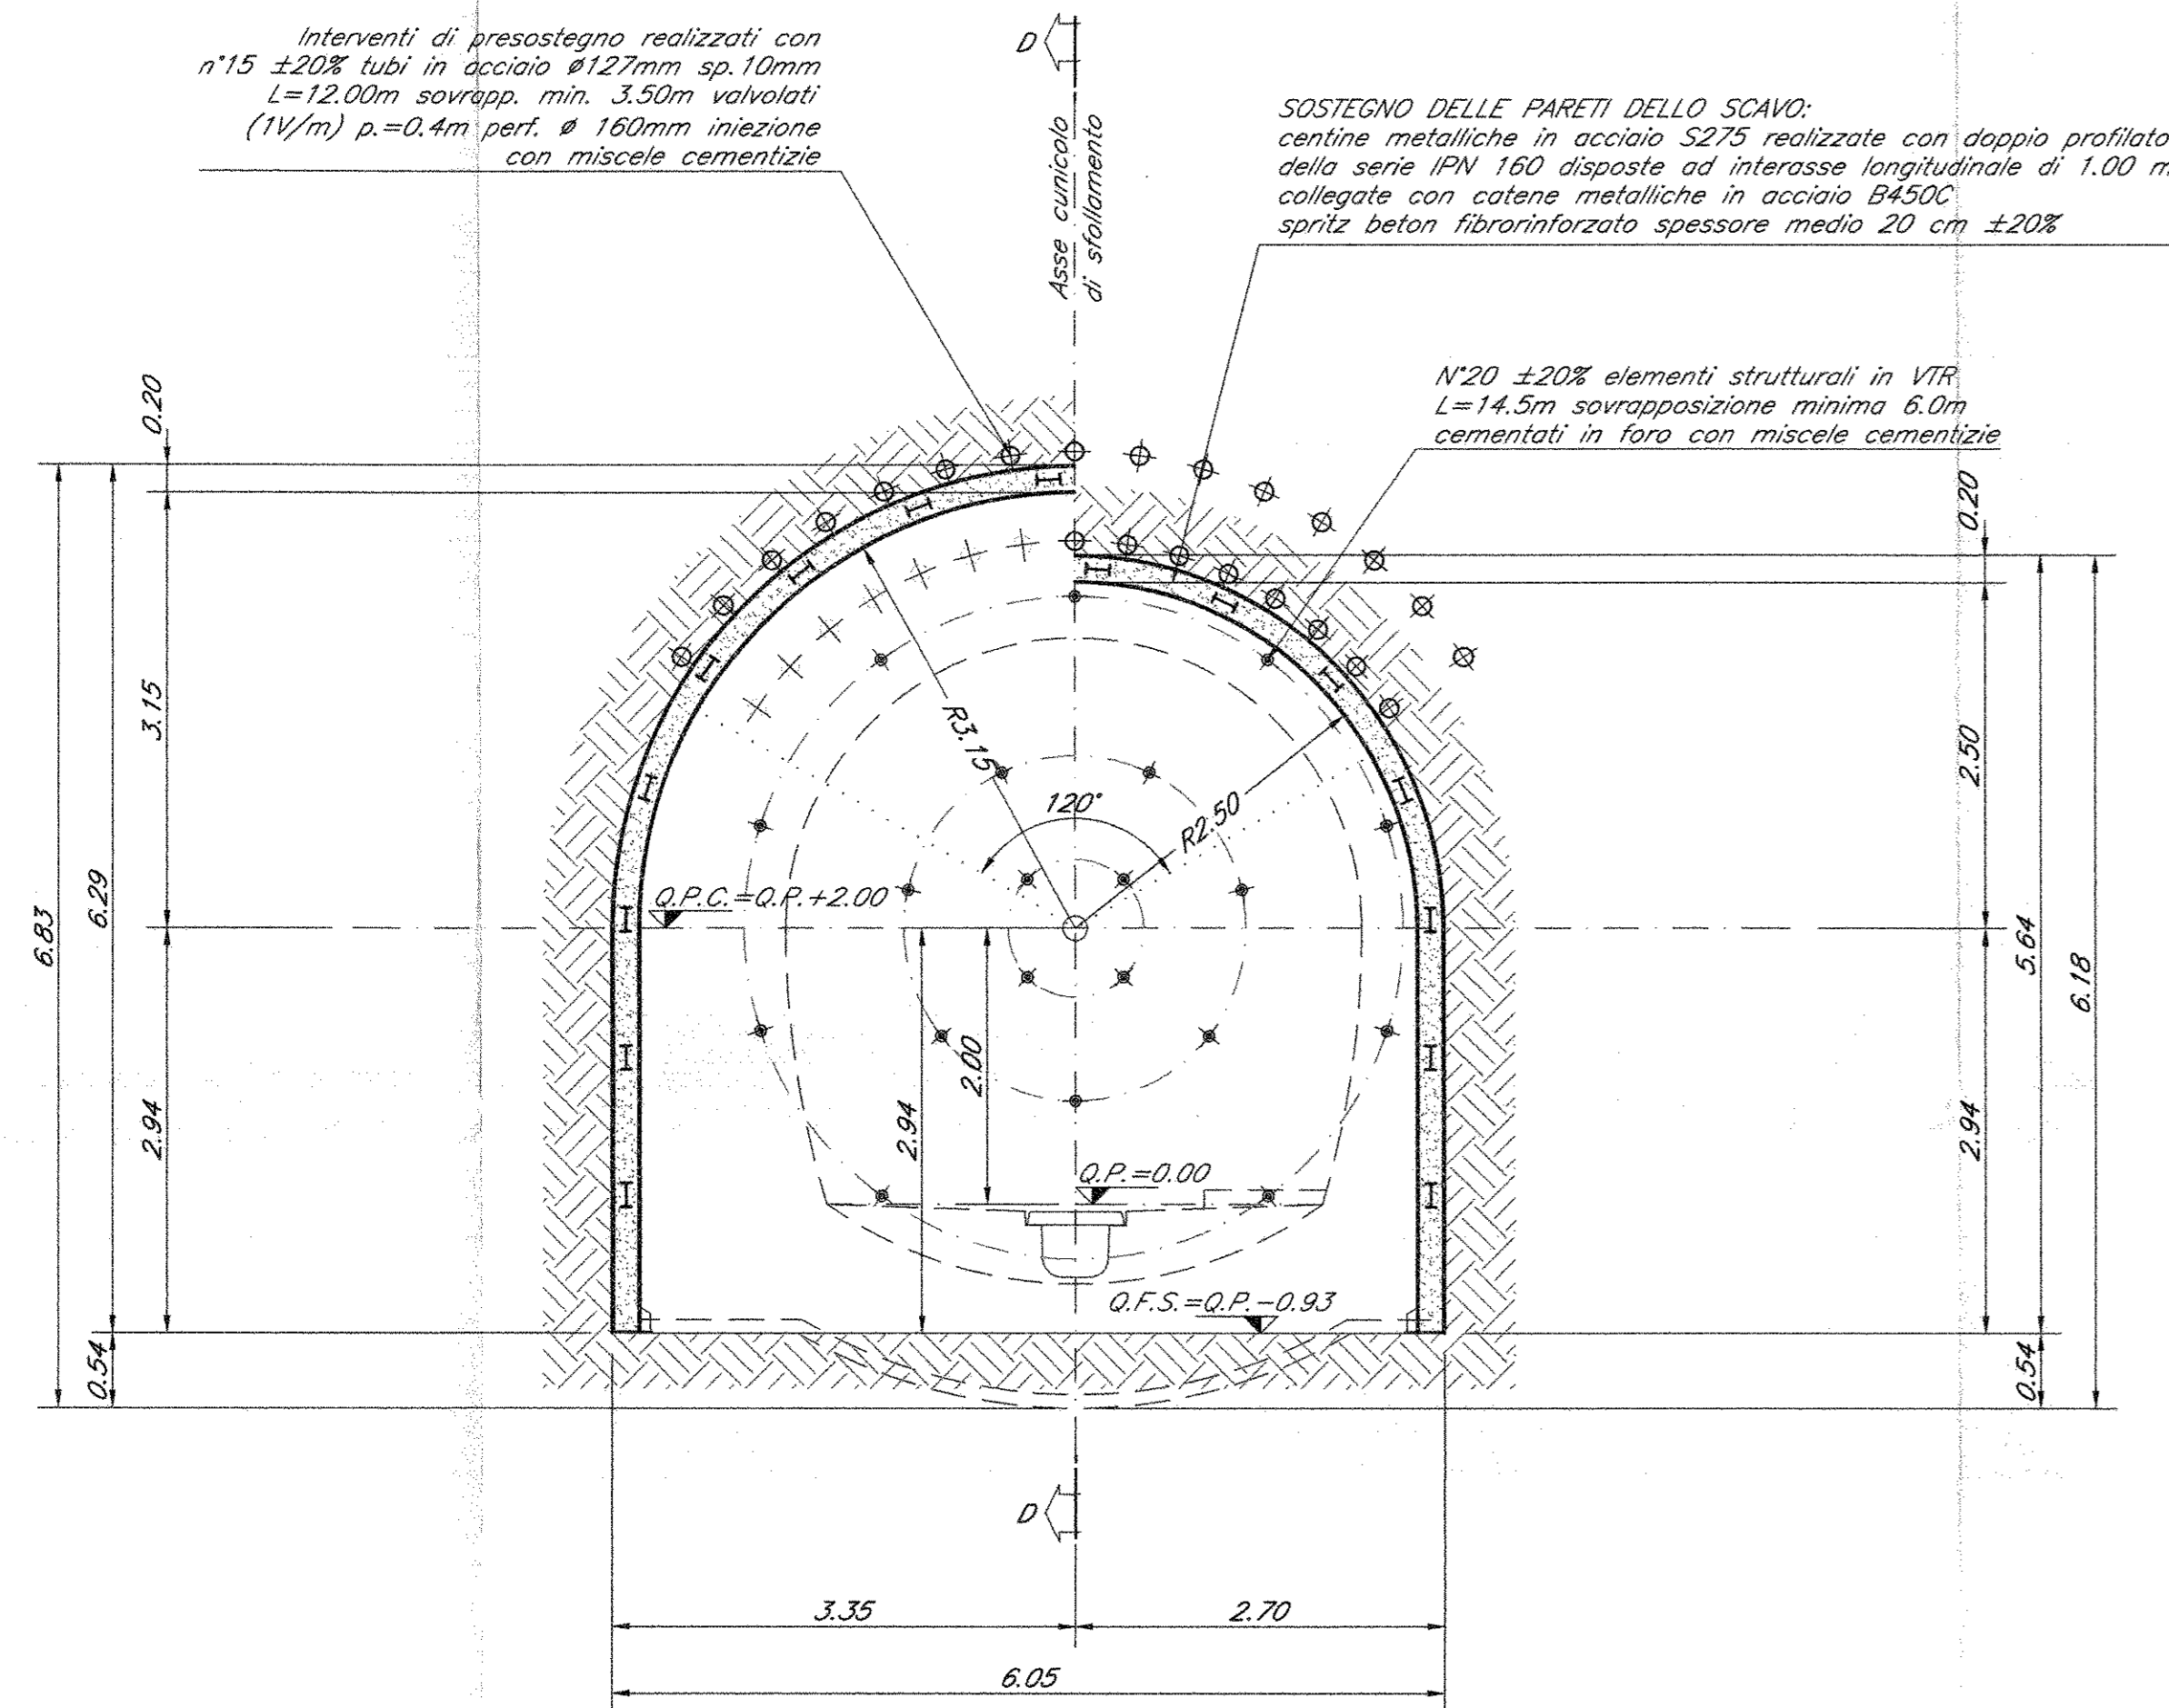 Interventi di presostegno realizzati con
n°15 ±20% tubi in acciaio ø127mm sp.10mm
L=12.00m sovrapp. min. 3.50m valvolati
(1V/m) p.=0.4m perf. ø 160mm iniezione
con miscele cementizie
D
Asse cunicolo
di sfollamento
SOSTEGNO DELLE PARETI DELLO SCAVO:
centine metalliche in acciaio S275 realizzate con doppio profilato
della serie IPN 160 disposte ad interasse longitudinale di 1.00 m
collegate con catene metalliche in acciaio B450C
spritz beton fibrorinforzato spessore medio 20 cm ±20%
N°20 ±20% elementi strutturali in VTR
L=14.5m sovrapposizione minima 6.0m
cementati in foro con miscele cementizie
0.20
3.15
2.94
6.29
6.83
0.54
R3.15
120°
R2.50
Q.P.C.=Q.P.+2.00
2.94
2.00
Q.P.=0.00
Q.F.S.=Q.P.-0.93
0.20
2.50
2.94
5.64
6.18
0.54
D
3.35
2.70
6.05